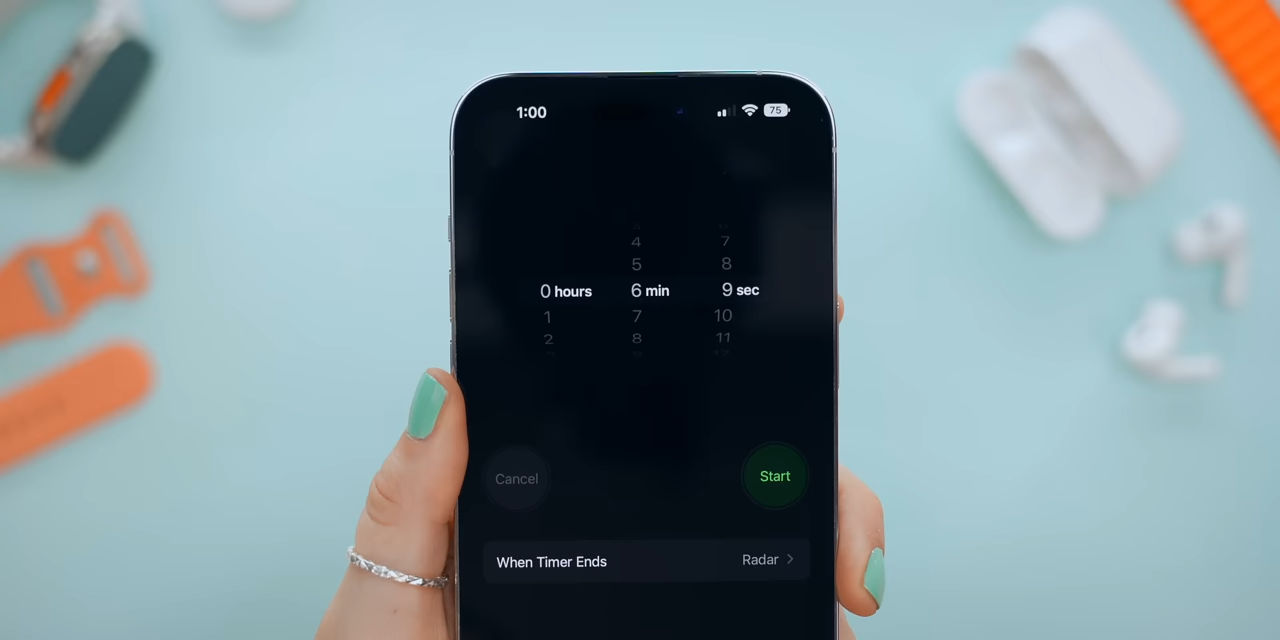 1:00 75
4 7
5 8
0 hours 6 min 9 sec
1 7 10
2 8 11
Cancel Start
When Timer Ends Radar